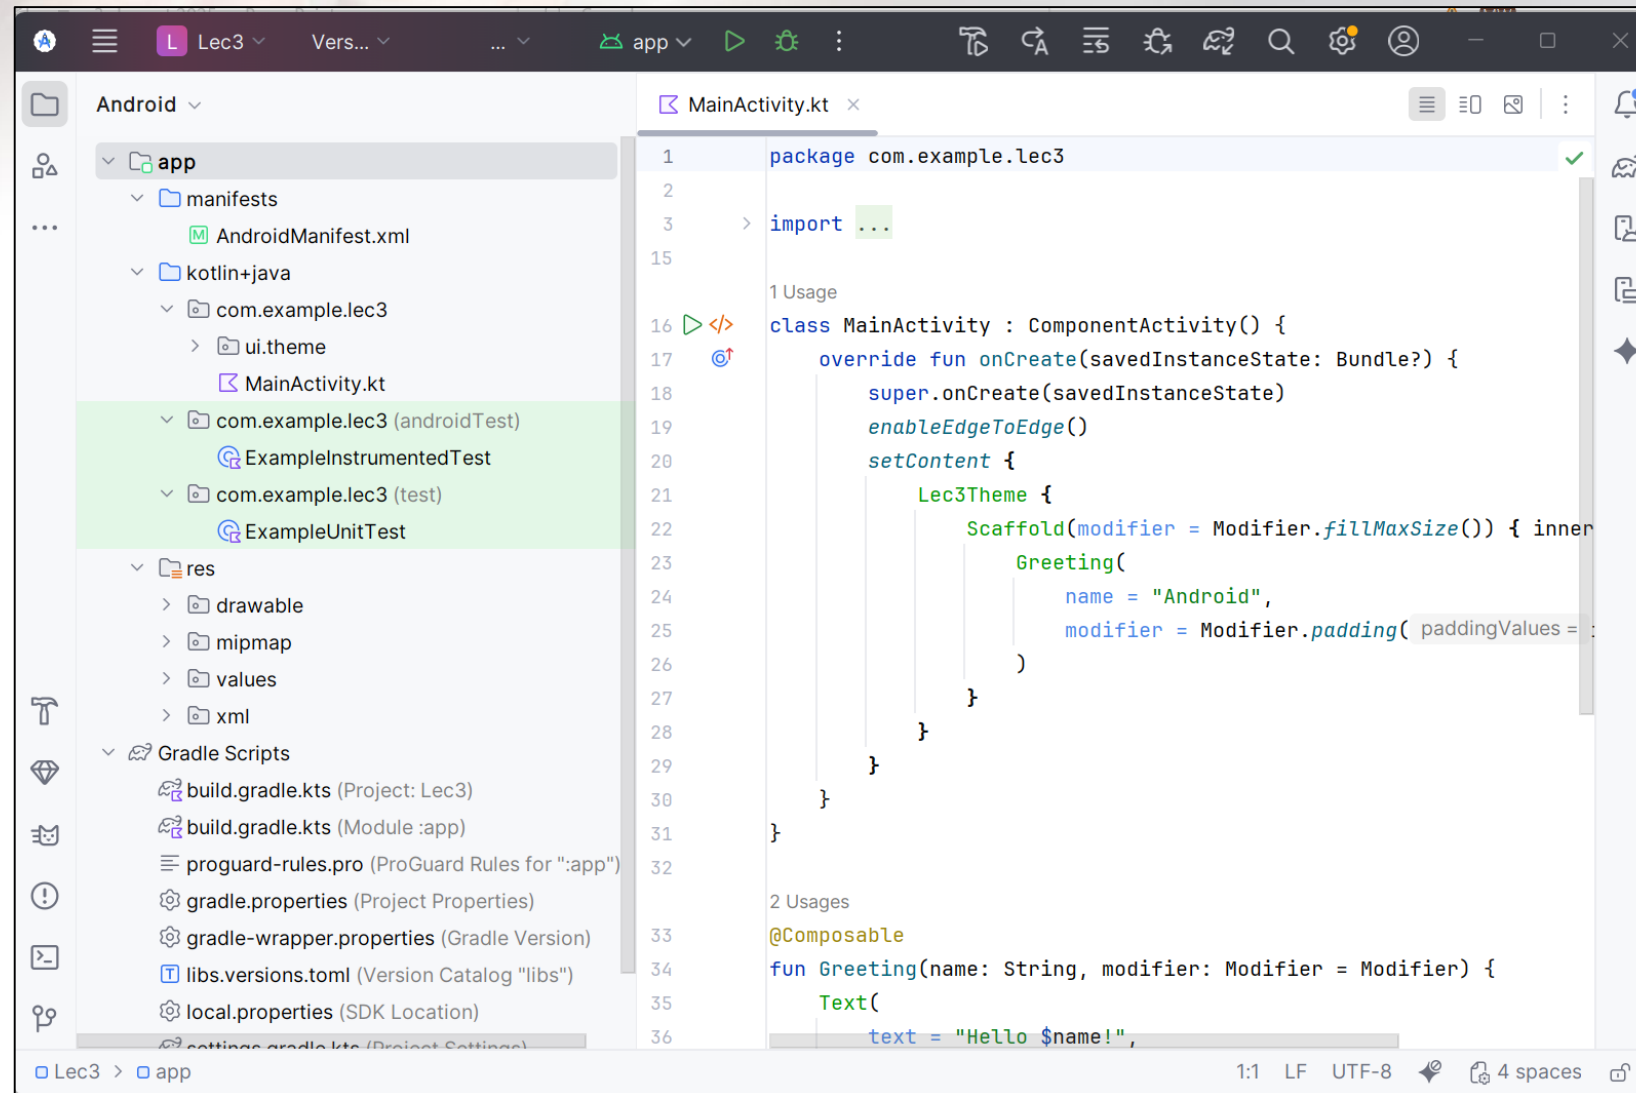 L Lec3 Vers... ... app
Android
MainActivity.kt
app
manifests
AndroidManifest.xml
kotlin+java
com.example.lec3
ui.theme
MainActivity.kt
com.example.lec3 (androidTest)
ExampleInstrumentedTest
com.example.lec3 (test)
ExampleUnitTest
res
drawable
mipmap
values
xml
Gradle Scripts
build.gradle.kts (Project: Lec3)
build.gradle.kts (Module :app)
proguard-rules.pro (ProGuard Rules for ":app")
gradle.properties (Project Properties)
gradle-wrapper.properties (Gradle Version)
libs.versions.toml (Version Catalog "libs")
local.properties (SDK Location)
settings.gradle.kts (Project Settings)
1 package com.example.lec3
2
3 import ...
15
1 Usage
16 class MainActivity : ComponentActivity() {
17 override fun onCreate(savedInstanceState: Bundle?) {
18 super.onCreate(savedInstanceState)
19 enableEdgeToEdge()
20 setContent {
21 Lec3Theme {
22 Scaffold(modifier = Modifier.fillMaxSize()) { inner
23 Greeting(
24 name = "Android",
25 modifier = Modifier.padding( paddingValues =
26 )
27 }
28 }
29 }
30 }
31 }
32
2 Usages
33 @Composable
34 fun Greeting(name: String, modifier: Modifier = Modifier) {
35 Text(
36 text = "Hello $name!",
Lec3 > app
1:1 LF UTF-8 4 spaces